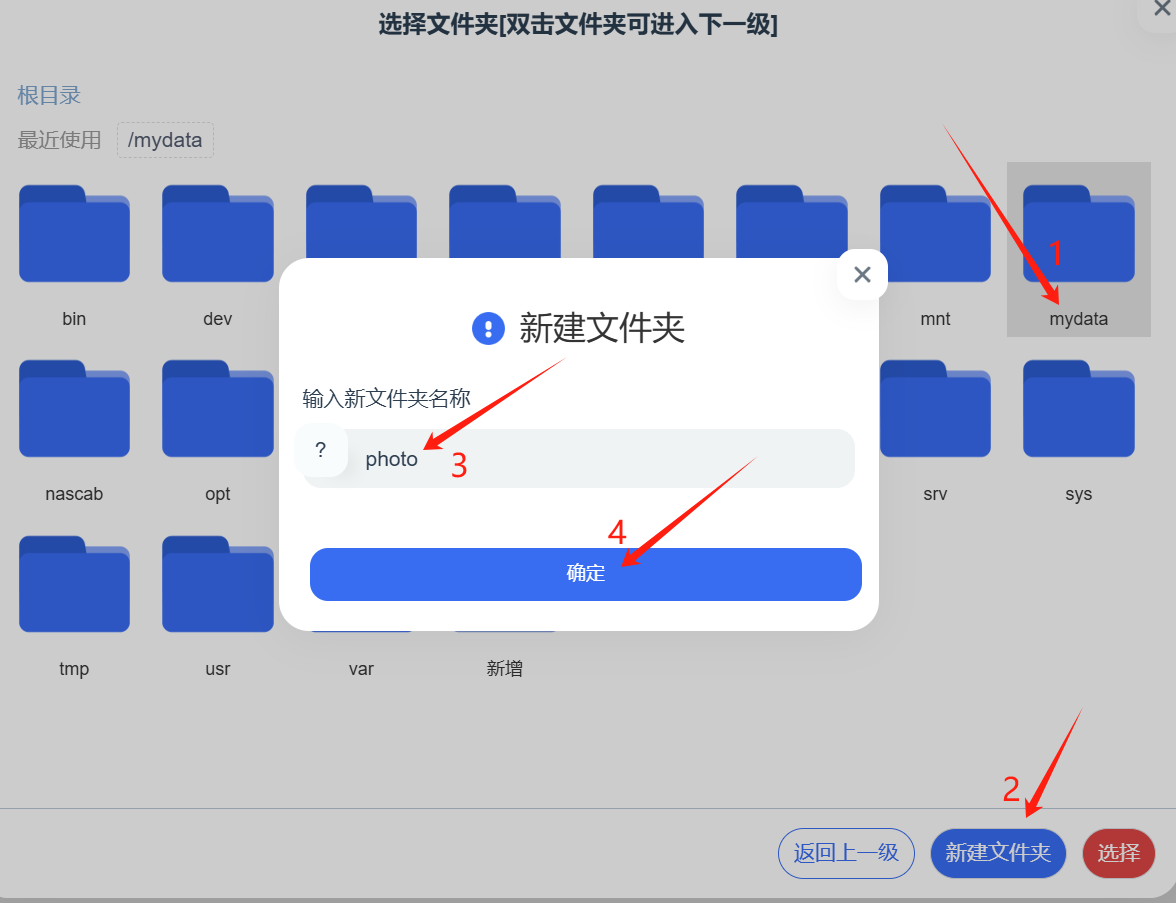 选择文件夹[双击文件夹可进入下一级]
根目录
最近使用 /mydata
1
bin dev mnt mydata
新建文件夹
输入新文件夹名称
? photo
3
nascab opt srv sys
4
确定
tmp usr var 新增
2
返回上一级 新建文件夹 选择